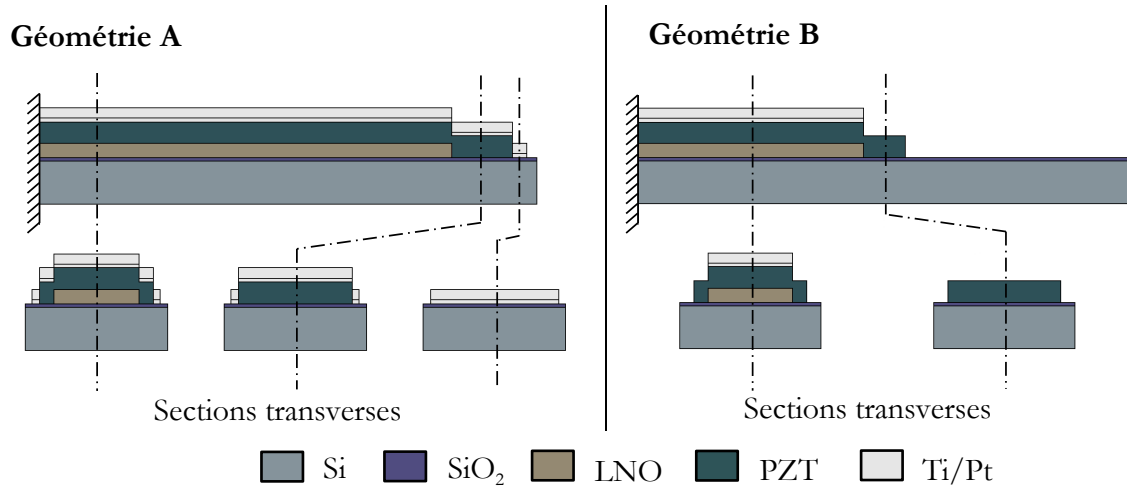 Géométrie A
Géométrie B
Sections transverses
Sections transverses
Si
SiO₂
LNO
PZT
Ti/Pt